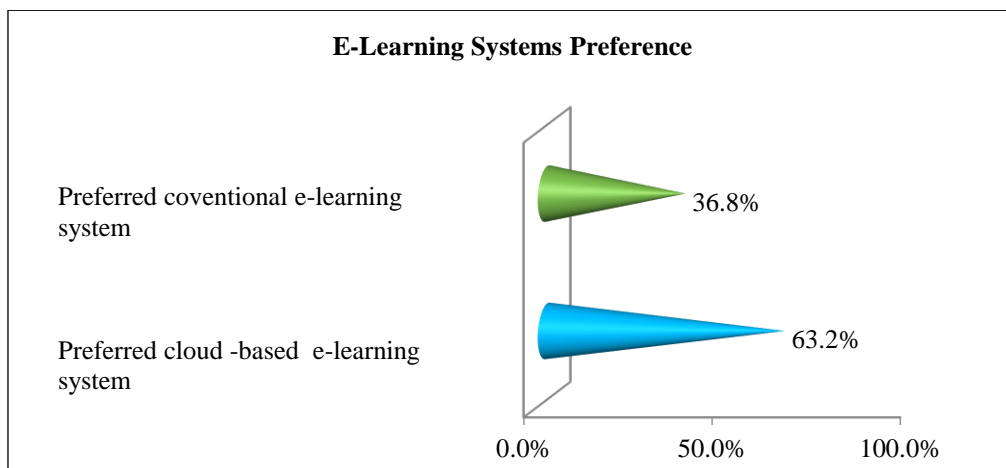 E-Learning Systems Preference
Preferred coventional e-learning
system
36.8%
Preferred cloud -based  e-learning
system
63.2%
0.0%
50.0%
100.0%